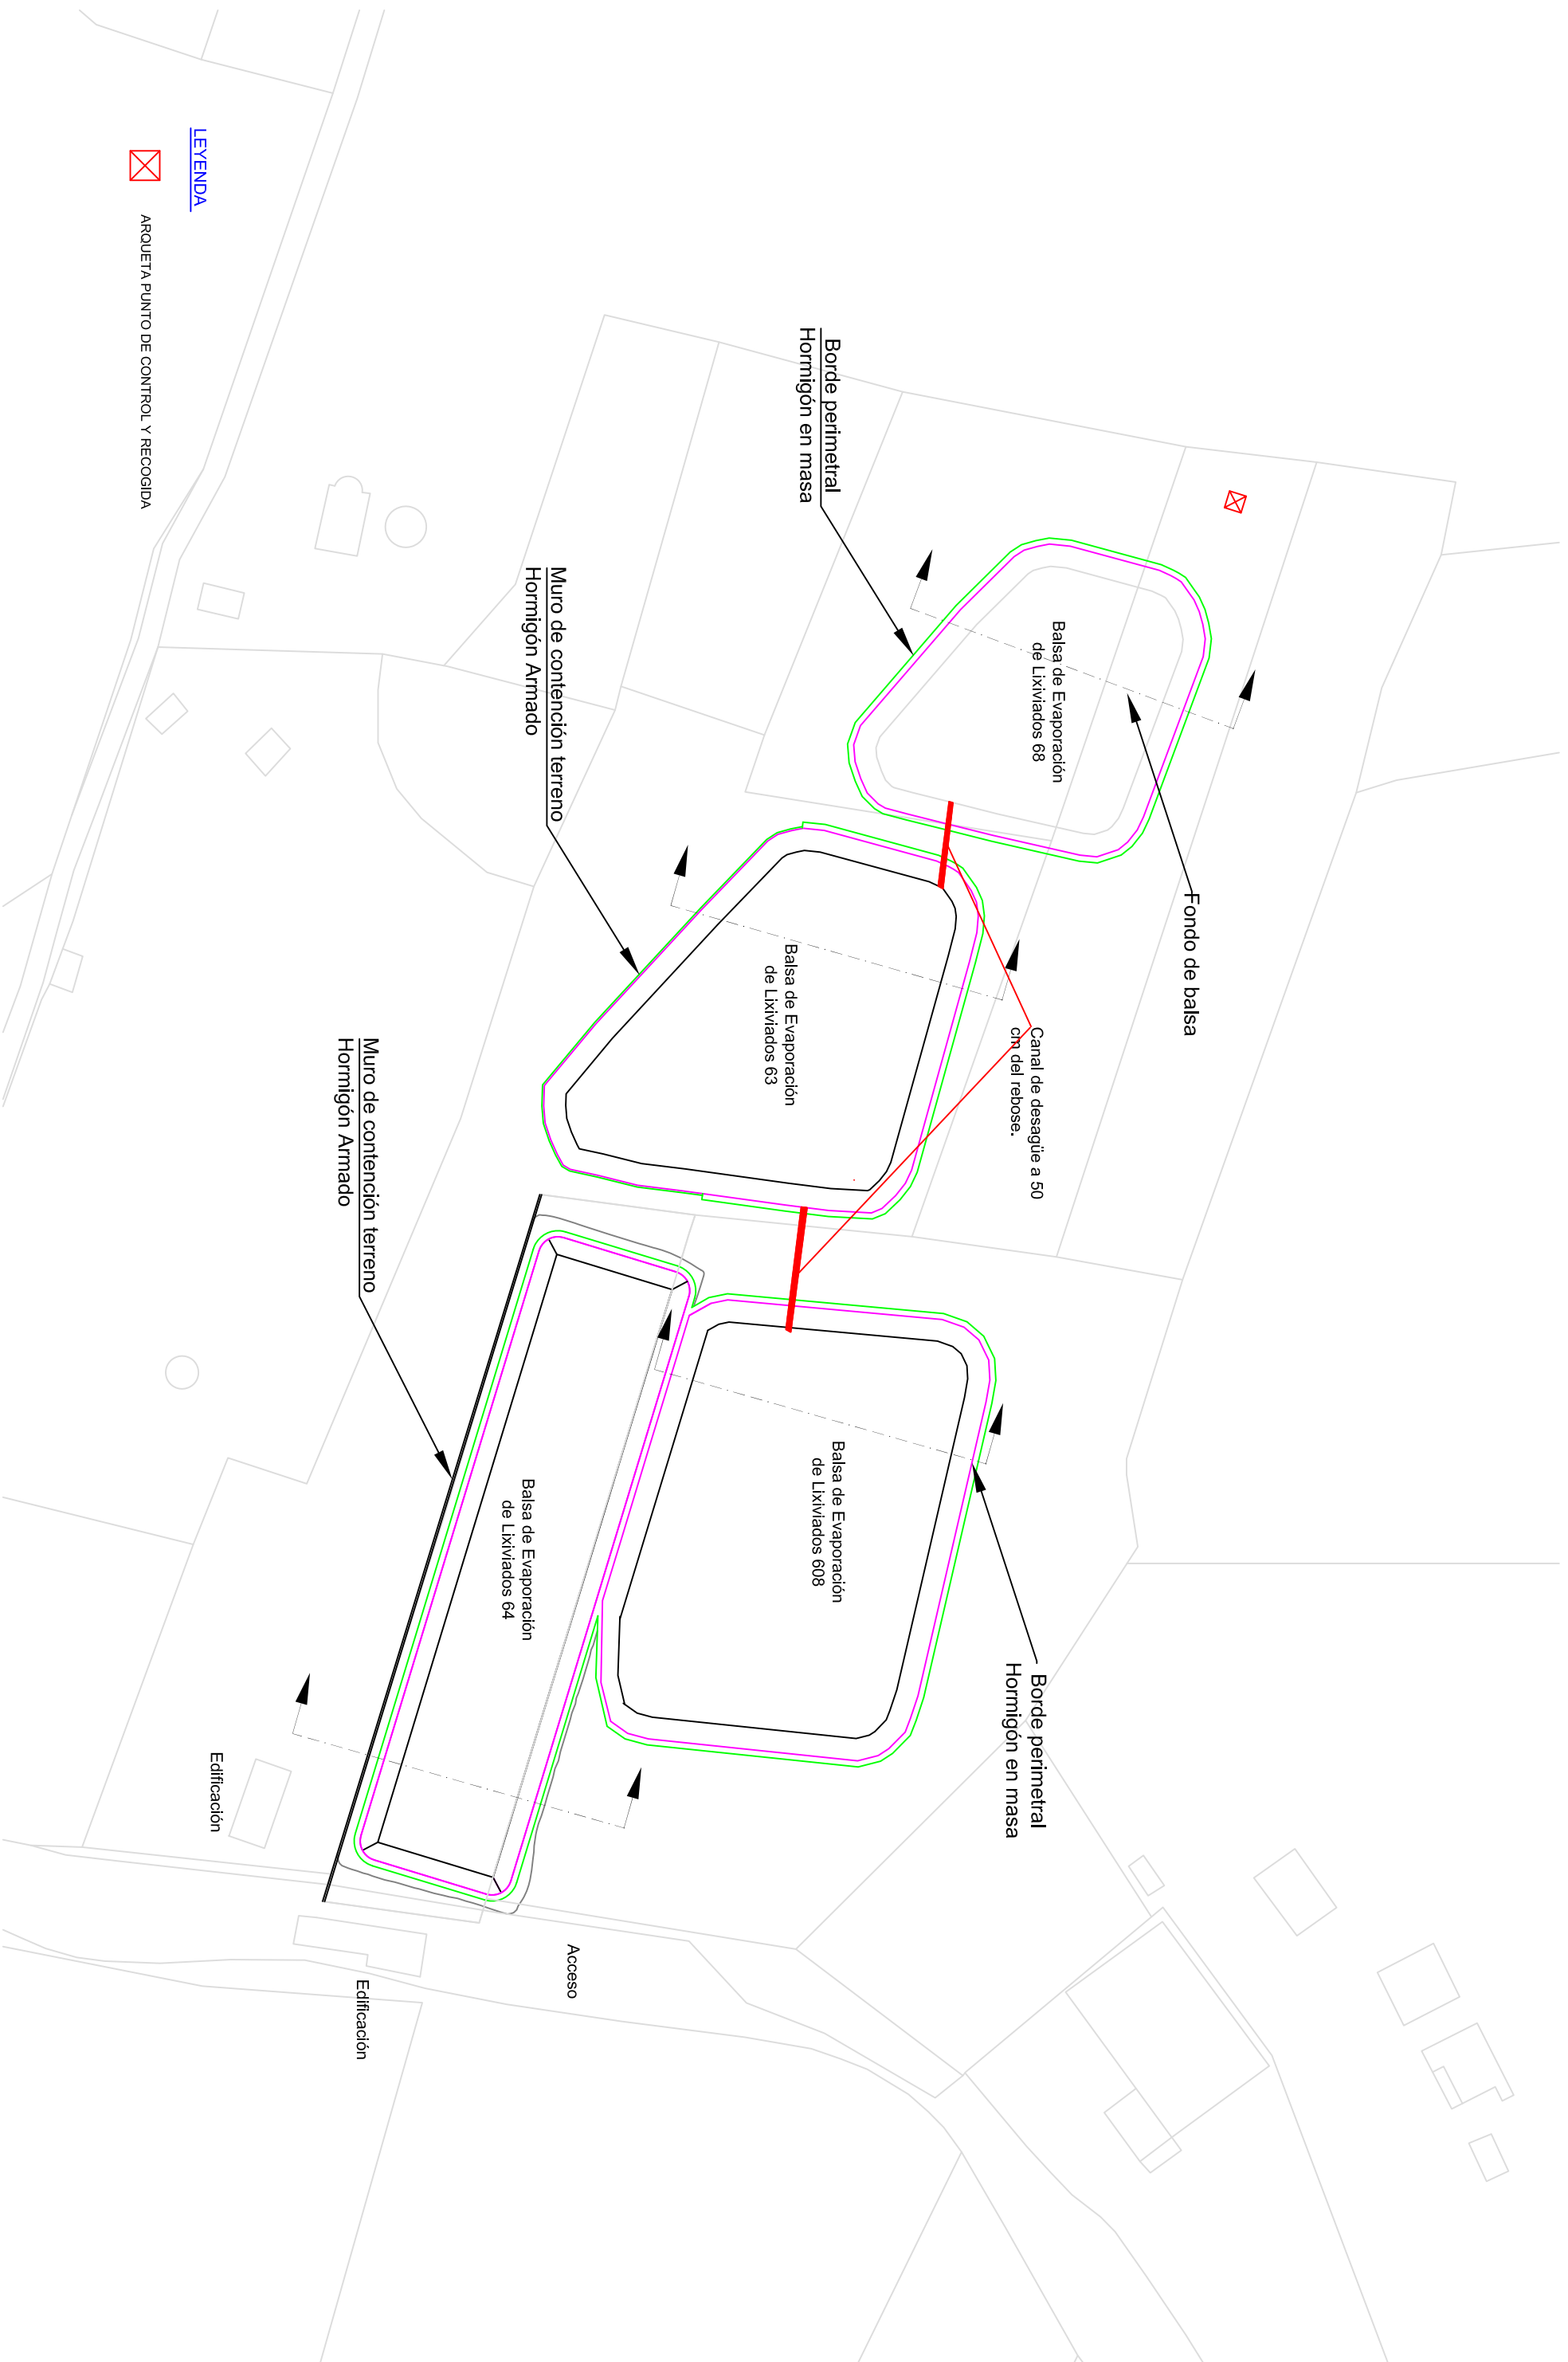 LEYENDA
ARQUETA PUNTO DE CONTROL Y RECOGIDA
Borde perimetral
Hormigón en masa
Balsa de Evaporación
de Lixiviados 68
Fondo de balsa
Muro de contención terreno
Hormigón Armado
Balsa de Evaporación
de Lixiviados 63
Canal de desagüe a 50
cm del rebose.
Muro de contención terreno
Hormigón Armado
Balsa de Evaporación
de Lixiviados 608
Balsa de Evaporación
de Lixiviados 64
Borde perimetral
Hormigón en masa
Edificación
Acceso
Edificación